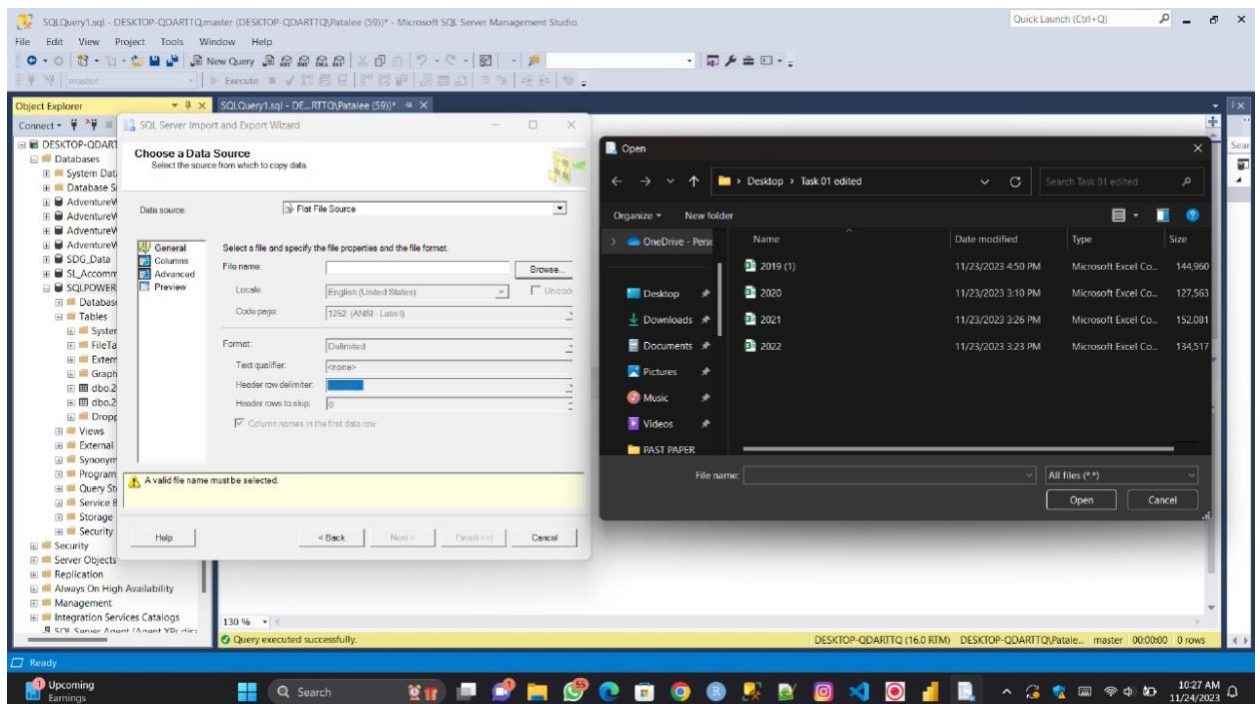 SQLQuery1.sql - DESKTOP-QDARTTQ.master (DESKTOP-QDARTTQ\Patalee (59))* - Microsoft SQL Server Management Studio
Quick Launch (Ctrl+Q)
File Edit View Project Tools Window Help
New Query
master
Execute
Object Explorer
SQLQuery1.sql - DE...RTTQ\Patalee (59))*
Connect
DESKTOP-QDART
Databases
System Data
Database S
AdventureW
AdventureW
AdventureW
AdventureW
SDG_Data
SL_Accomm
SQLPOWER
Databas
Tables
System
FileTa
Extern
Graph
dbo.2
dbo.2
Dropp
Views
External
Synonym
Program
Query St
Service B
Storage
Security
Security
Server Objects
Replication
Always On High Availability
Management
Integration Services Catalogs
SQL Server Import and Export Wizard
Choose a Data Source
Select the source from which to copy data.
Data source: Flat File Source
General
Columns
Advanced
Preview
Select a file and specify the file properties and the file format.
File name: Browse...
Locale: English (United States)
Code page: 1252 (ANSI - Latin I)
Format: Delimited
Text qualifier: <none>
Header row delimiter:
Header rows to skip: 0
Column names in the first data row
A valid file name must be selected.
Help < Back Next > Finish >>| Cancel
Open
Desktop > Task 01 edited
Search Task 01 edited
Organize New folder
OneDrive - Perso
Desktop
Downloads
Documents
Pictures
Music
Videos
PAST PAPER
Name Date modified Type Size
2019 (1) 11/23/2023 4:50 PM Microsoft Excel Co... 144,960
2020 11/23/2023 3:10 PM Microsoft Excel Co... 127,563
2021 11/23/2023 3:26 PM Microsoft Excel Co... 152,081
2022 11/23/2023 3:23 PM Microsoft Excel Co... 134,517
File name: All files (*.*)
Open Cancel
Sear
130 %
Query executed successfully. DESKTOP-QDARTTQ (16.0 RTM) DESKTOP-QDARTTQ\Patale... master 00:00:00 0 rows
Ready
Upcoming
Earnings
Search
55
10:27 AM
11/24/2023